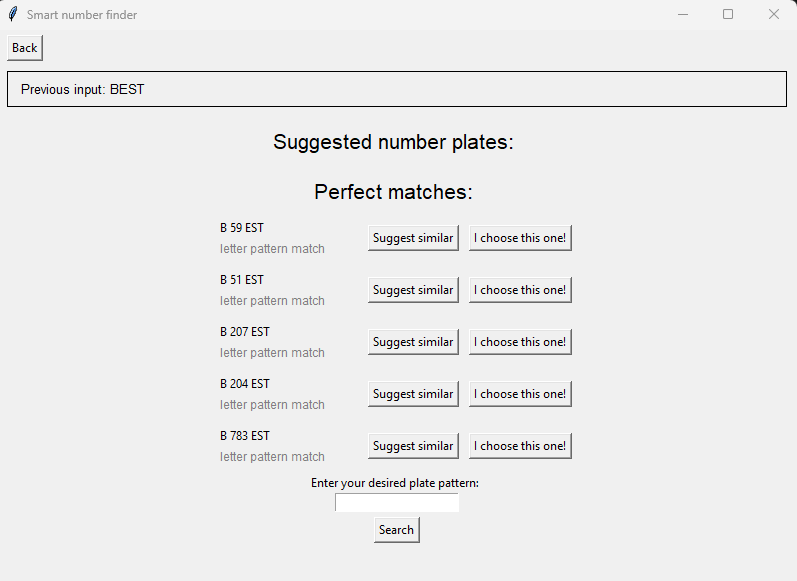 Smart number finder
Back
Previous input: BEST
Suggested number plates:
Perfect matches:
B 59 EST
letter pattern match
Suggest similar
I choose this one!
B 51 EST
letter pattern match
Suggest similar
I choose this one!
B 207 EST
letter pattern match
Suggest similar
I choose this one!
B 204 EST
letter pattern match
Suggest similar
I choose this one!
B 783 EST
letter pattern match
Suggest similar
I choose this one!
Enter your desired plate pattern:
Search